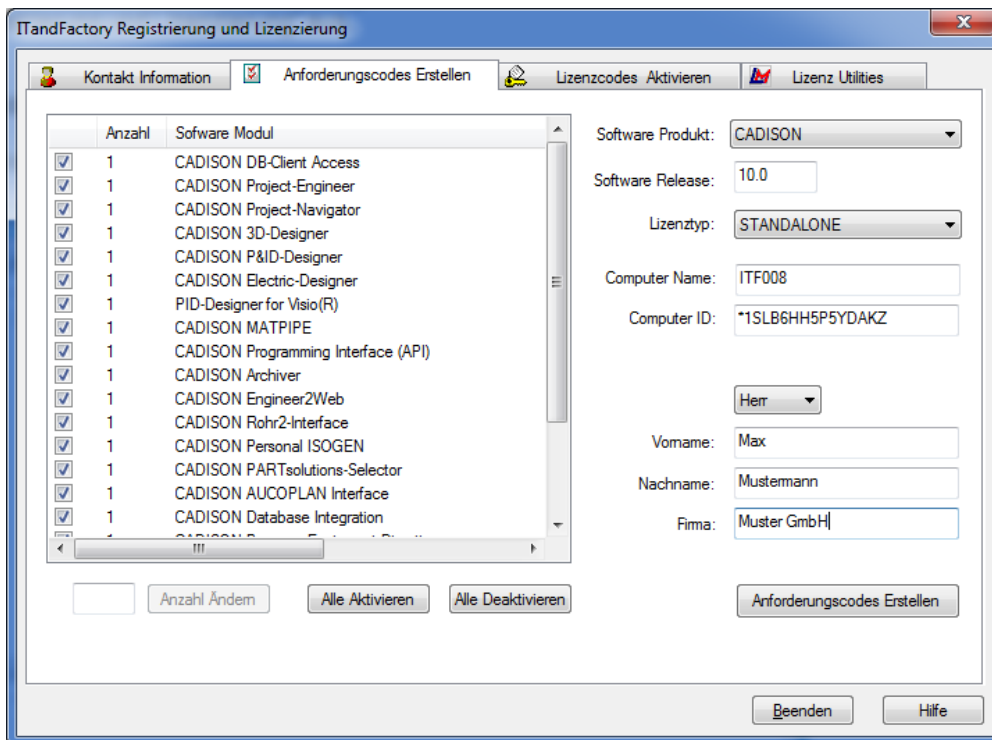 ITandFactory Registrierung und Lizenzierung
Kontakt Information
Anforderungscodes Erstellen
Lizenzcodes Aktivieren
Lizenz Utilities
Anzahl Sofware Modul
1 CADISON DB-Client Access
1 CADISON Project-Engineer
1 CADISON Project-Navigator
1 CADISON 3D-Designer
1 CADISON P&ID-Designer
1 CADISON Electric-Designer
1 PID-Designer for Visio(R)
1 CADISON MATPIPE
1 CADISON Programming Interface (API)
1 CADISON Archiver
1 CADISON Engineer2Web
1 CADISON Rohr2-Interface
1 CADISON Personal ISOGEN
1 CADISON PARTsolutions-Selector
1 CADISON AUCOPLAN Interface
1 CADISON Database Integration
Software Produkt: CADISON
Software Release: 10.0
Lizenztyp: STANDALONE
Computer Name: ITF008
Computer ID: *1SLB6HH5P5YDAKZ
Herr
Vorname: Max
Nachname: Mustermann
Firma: Muster GmbH
Anzahl Ändern
Alle Aktivieren
Alle Deaktivieren
Anforderungscodes Erstellen
Beenden
Hilfe